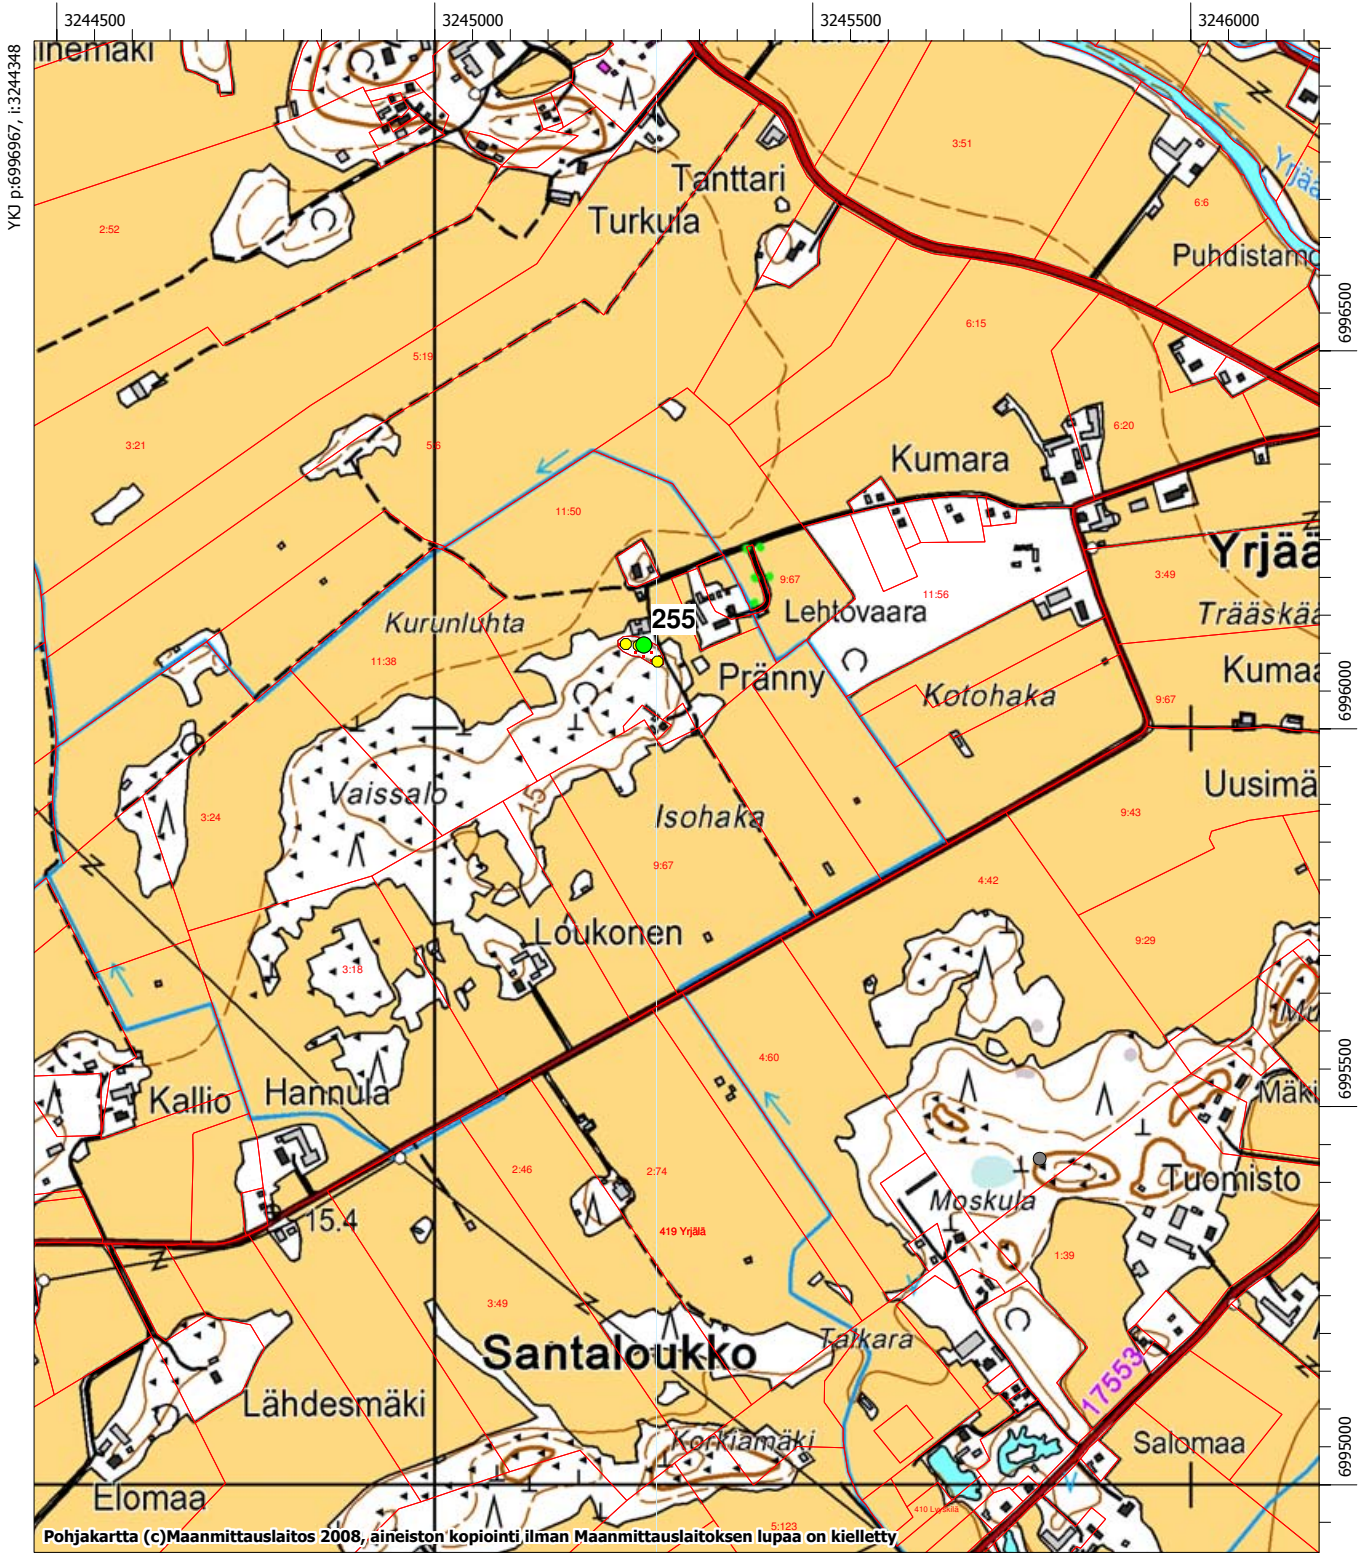 3244500
3245000
3245500
3246000
YKJ p:6996967, i:3244348
3:51
Tanttari
6:6
Turkula
2:52
Puhdistamo
6996500
6:15
5:19
6:20
3:21
5:6
Kumara
11:50
Yrjää
9:67
3:49
11:56
255
Lehtovaara
Trääskää
Kurunluhta
11:38
Pränny
Kumaa
6996000
Kotohaka
9:67
Uusimä
Vaissalo
15
3:24
Isohaka
9:43
9:67
4:42
Loukonen
9:29
3:18
4:60
6995500
Kallio
Hannula
Mäki
2:46
2:74
Tuomisto
Moskula
15.4
419 Yrjälä
1:39
3:49
Santaloukko
Talkara
17553
Lähdesmäki
Korkiamäki
Salomaa
6995000
Elomaa
5:123
Pohjakartta (c)Maanmittauslaitos 2008, aineiston kopiointi ilman Maanmittauslaitoksen lupaa on kielletty